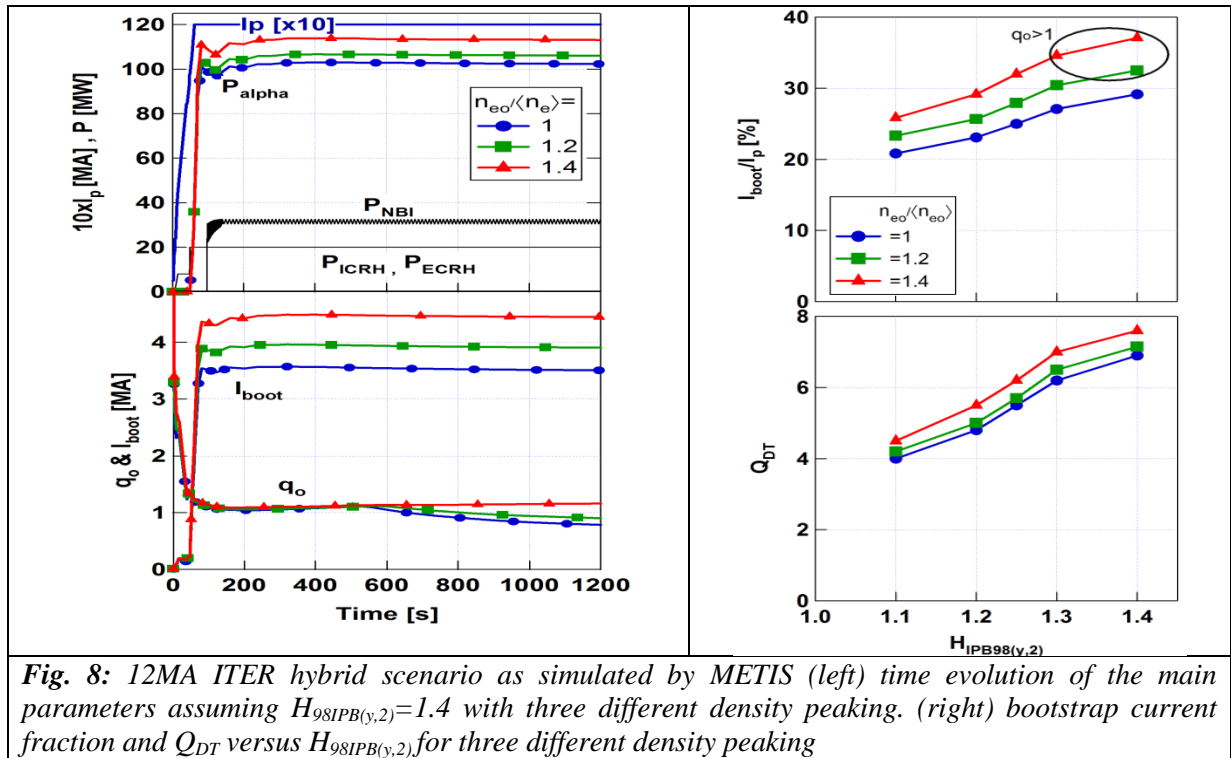 120
100
80
60
40
20
0
10xIp [MA] , P [MW]
Ip [x10]
Palpha
neo/⟨ne⟩=
1
1.2
1.4
PNBI
PICRH , PECRH
4
3
2
1
0
qo & Iboot [MA]
Iboot
qo
0 200 400 600 800 1000 1200
Time [s]
40
30
20
10
0
Iboot/Ip [%]
qo>1
neo/⟨neo⟩
=1
=1.2
=1.4
8
6
4
2
0
QDT
1.0 1.1 1.2 1.3 1.4
HIPB98(y,2)
Fig. 8: 12MA ITER hybrid scenario as simulated by METIS (left) time evolution of the main
parameters assuming H98IPB(y,2)=1.4 with three different density peaking. (right) bootstrap current
fraction and QDT versus H98IPB(y,2) for three different density peaking